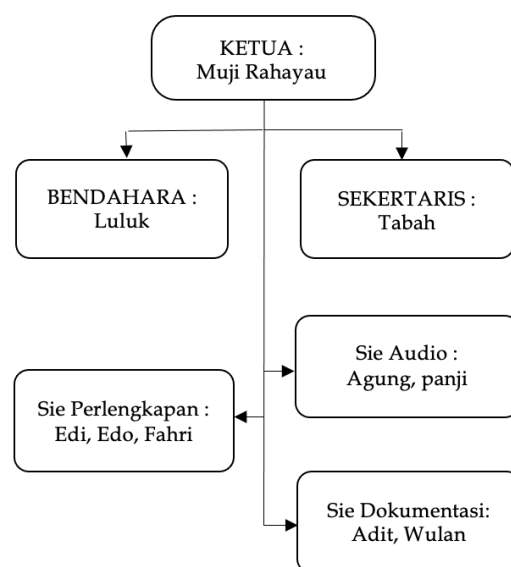 KETUA :
Muji Rahayau
BENDAHARA :
Luluk
SEKERTARIS :
Tabah
Sie Audio :
Agung, panji
Sie Perlengkapan :
Edi, Edo, Fahri
Sie Dokumentasi:
Adit, Wulan